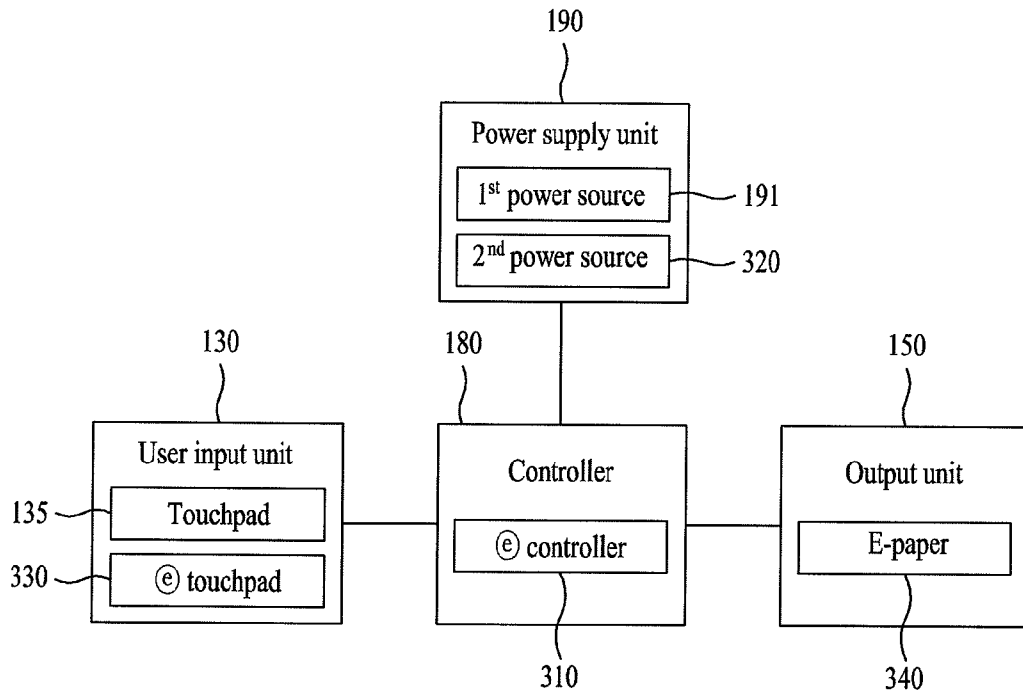 190
Power supply unit
1st power source
191
2nd power source
320
130
180
150
User input unit
Controller
Output unit
135
Touchpad
ⓔ controller
E-paper
330
ⓔ touchpad
310
340